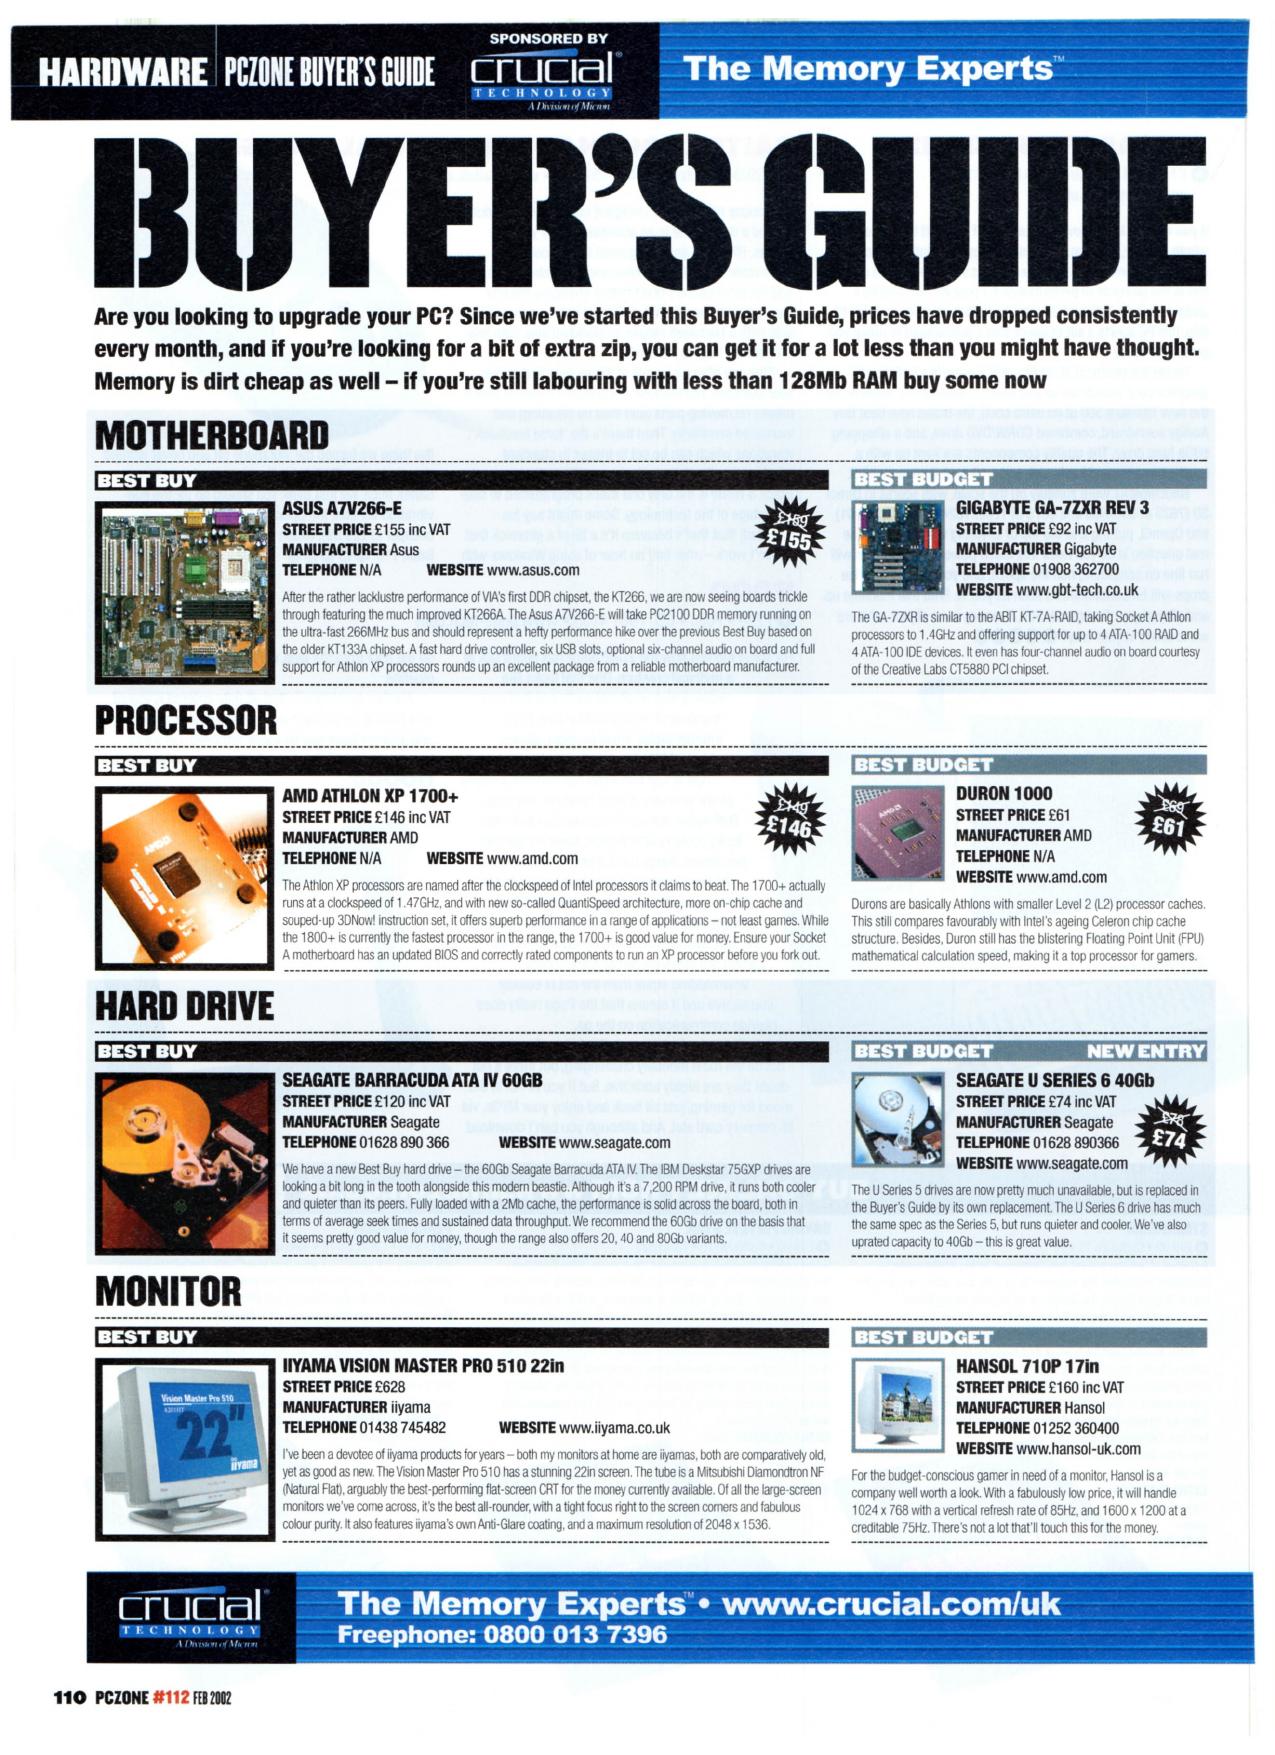 HARDWARE PCZONE BUYER'S GUIDE
SPONSORED BY
crucial®
TECHNOLOGY
A Division of Micron
The Memory Experts™
BUYER'S GUIDE
Are you looking to upgrade your PC? Since we've started this Buyer's Guide, prices have dropped consistently
every month, and if you're looking for a bit of extra zip, you can get it for a lot less than you might have thought.
Memory is dirt cheap as well – if you're still labouring with less than 128Mb RAM buy some now
MOTHERBOARD
BEST BUY
ASUS A7V266-E
STREET PRICE £155 inc VAT
MANUFACTURER Asus
TELEPHONE N/A WEBSITE www.asus.com
£159
£155
After the rather lacklustre performance of VIA's first DDR chipset, the KT266, we are now seeing boards trickle
through featuring the much improved KT266A. The Asus A7V266-E will take PC2100 DDR memory running on
the ultra-fast 266MHz bus and should represent a hefty performance hike over the previous Best Buy based on
the older KT133A chipset. A fast hard drive controller, six USB slots, optional six-channel audio on board and full
support for Athlon XP processors rounds up an excellent package from a reliable motherboard manufacturer.
BEST BUDGET
GIGABYTE GA-7ZXR REV 3
STREET PRICE £92 inc VAT
MANUFACTURER Gigabyte
TELEPHONE 01908 362700
WEBSITE www.gbt-tech.co.uk
The GA-7ZXR is similar to the ABIT KT-7A-RAID, taking Socket A Athlon
processors to 1.4GHz and offering support for up to 4 ATA-100 RAID and
4 ATA-100 IDE devices. It even has four-channel audio on board courtesy
of the Creative Labs CT5880 PCI chipset.
PROCESSOR
BEST BUY
AMD ATHLON XP 1700+
STREET PRICE £146 inc VAT
MANUFACTURER AMD
TELEPHONE N/A WEBSITE www.amd.com
£149
£146
The Athlon XP processors are named after the clockspeed of Intel processors it claims to beat. The 1700+ actually
runs at a clockspeed of 1.47GHz, and with new so-called QuantiSpeed architecture, more on-chip cache and
souped-up 3DNow! instruction set, it offers superb performance in a range of applications – not least games. While
the 1800+ is currently the fastest processor in the range, the 1700+ is good value for money. Ensure your Socket
A motherboard has an updated BIOS and correctly rated components to run an XP processor before you fork out.
BEST BUDGET
DURON 1000
STREET PRICE £61
MANUFACTURER AMD
TELEPHONE N/A
WEBSITE www.amd.com
£69
£61
Durons are basically Athlons with smaller Level 2 (L2) processor caches.
This still compares favourably with Intel's ageing Celeron chip cache
structure. Besides, Duron still has the blistering Floating Point Unit (FPU)
mathematical calculation speed, making it a top processor for gamers.
HARD DRIVE
BEST BUY
SEAGATE BARRACUDA ATA IV 60GB
STREET PRICE £120 inc VAT
MANUFACTURER Seagate
TELEPHONE 01628 890 366 WEBSITE www.seagate.com
We have a new Best Buy hard drive – the 60Gb Seagate Barracuda ATA IV. The IBM Deskstar 75GXP drives are
looking a bit long in the tooth alongside this modern beastie. Although it's a 7,200 RPM drive, it runs both cooler
and quieter than its peers. Fully loaded with a 2Mb cache, the performance is solid across the board, both in
terms of average seek times and sustained data throughput. We recommend the 60Gb drive on the basis that
it seems pretty good value for money, though the range also offers 20, 40 and 80Gb variants.
BEST BUDGET NEW ENTRY
SEAGATE U SERIES 6 40Gb
STREET PRICE £74 inc VAT
MANUFACTURER Seagate
TELEPHONE 01628 890366
WEBSITE www.seagate.com
£74
The U Series 5 drives are now pretty much unavailable, but is replaced in
the Buyer's Guide by its own replacement. The U Series 6 drive has much
the same spec as the Series 5, but runs quieter and cooler. We've also
uprated capacity to 40Gb – this is great value.
MONITOR
BEST BUY
IIYAMA VISION MASTER PRO 510 22in
STREET PRICE £628
MANUFACTURER iiyama
TELEPHONE 01438 745482 WEBSITE www.iiyama.co.uk
Vision Master Pro 510
22"
iiyama
I've been a devotee of iiyama products for years – both my monitors at home are iiyamas, both are comparatively old,
yet as good as new. The Vision Master Pro 510 has a stunning 22in screen. The tube is a Mitsubishi Diamondtron NF
(Natural Flat), arguably the best-performing flat-screen CRT for the money currently available. Of all the large-screen
monitors we've come across, it's the best all-rounder, with a tight focus right to the screen corners and fabulous
colour purity. It also features iiyama's own Anti-Glare coating, and a maximum resolution of 2048 x 1536.
BEST BUDGET
HANSOL 710P 17in
STREET PRICE £160 inc VAT
MANUFACTURER Hansol
TELEPHONE 01252 360400
WEBSITE www.hansol-uk.com
For the budget-conscious gamer in need of a monitor, Hansol is a
company well worth a look. With a fabulously low price, it will handle
1024 x 768 with a vertical refresh rate of 85Hz, and 1600 x 1200 at a
creditable 75Hz. There's not a lot that'll touch this for the money.
crucial®
TECHNOLOGY
A Division of Micron
The Memory Experts™ • www.crucial.com/uk
Freephone: 0800 013 7396
110 PCZONE #112 FEB 2002